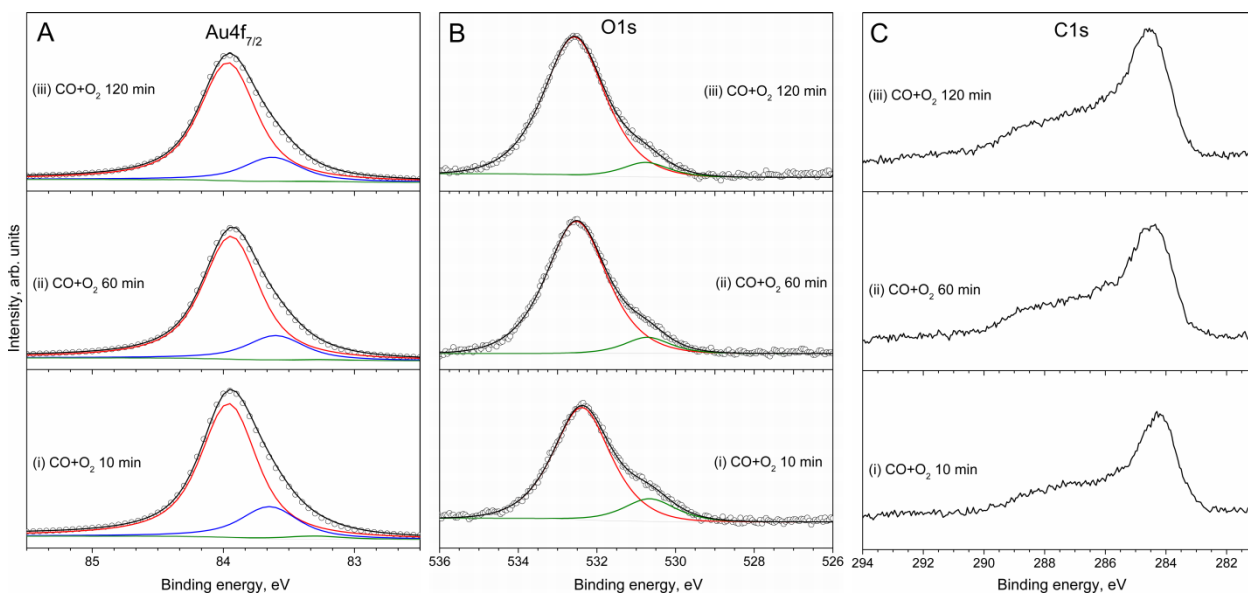 A
Au4f7/2
(iii) CO+O2 120 min
(ii) CO+O2 60 min
(i) CO+O2 10 min
Intensity, arb. units
85 84 83
Binding energy, eV
B
O1s
(iii) CO+O2 120 min
(ii) CO+O2 60 min
(i) CO+O2 10 min
536 534 532 530 528 526
Binding energy, eV
C
C1s
(iii) CO+O2 120 min
(ii) CO+O2 60 min
(i) CO+O2 10 min
294 292 290 288 286 284 282
Binding energy, eV